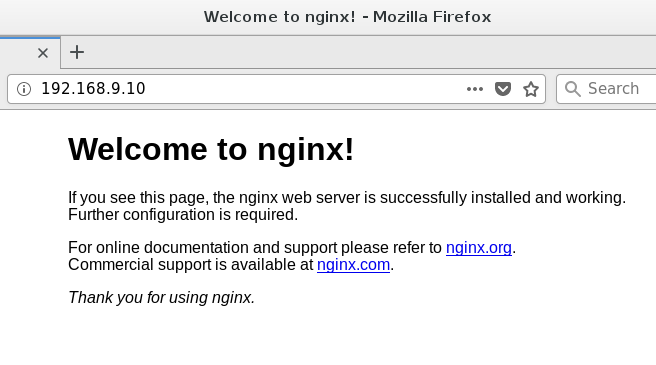 Welcome to nginx! - Mozilla Firefox
192.168.9.10
Search
Welcome to nginx!
If you see this page, the nginx web server is successfully installed and working.
Further configuration is required.
For online documentation and support please refer to nginx.org.
Commercial support is available at nginx.com.
Thank you for using nginx.